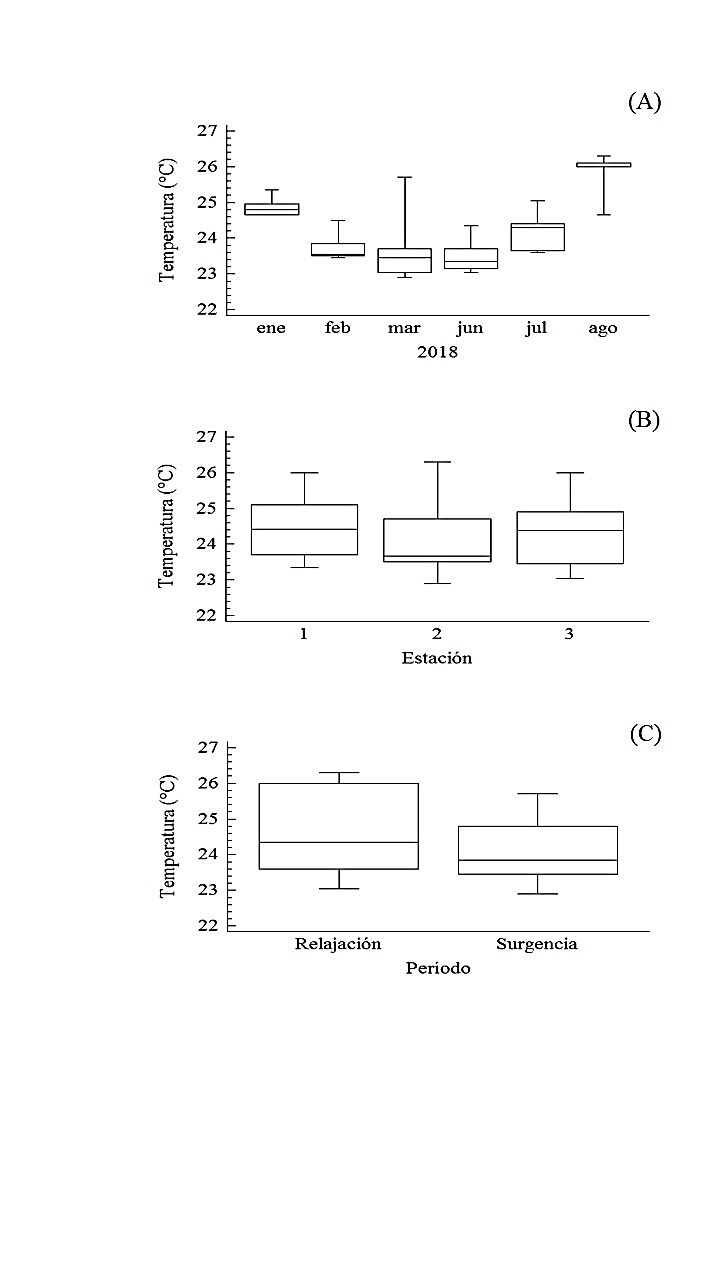 (A)
Temperatura (°C)
27
26
25
24
23
22
ene feb mar jun jul ago
2018
(B)
Temperatura (°C)
27
26
25
24
23
22
1 2 3
Estación
(C)
Temperatura (°C)
27
26
25
24
23
22
Relajación Surgencia
Período